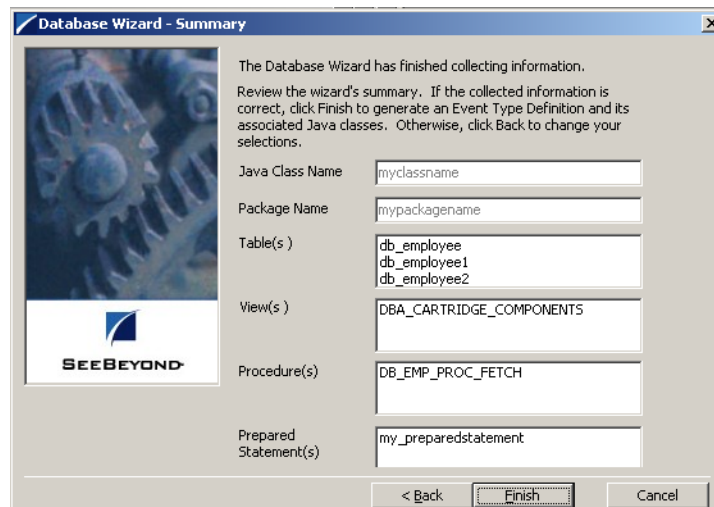 Database Wizard - Summary
The Database Wizard has finished collecting information.
Review the wizard's summary. If the collected information is
correct, click Finish to generate an Event Type Definition and its
associated Java classes. Otherwise, click Back to change your
selections.
Java Class Name
myclassname
Package Name
mypackagename
Table(s )
db_employee
db_employee1
db_employee2
View(s )
DBA_CARTRIDGE_COMPONENTS
SEEBEYOND
Procedure(s)
DB_EMP_PROC_FETCH
Prepared
Statement(s)
my_preparedstatement
< Back
Finish
Cancel